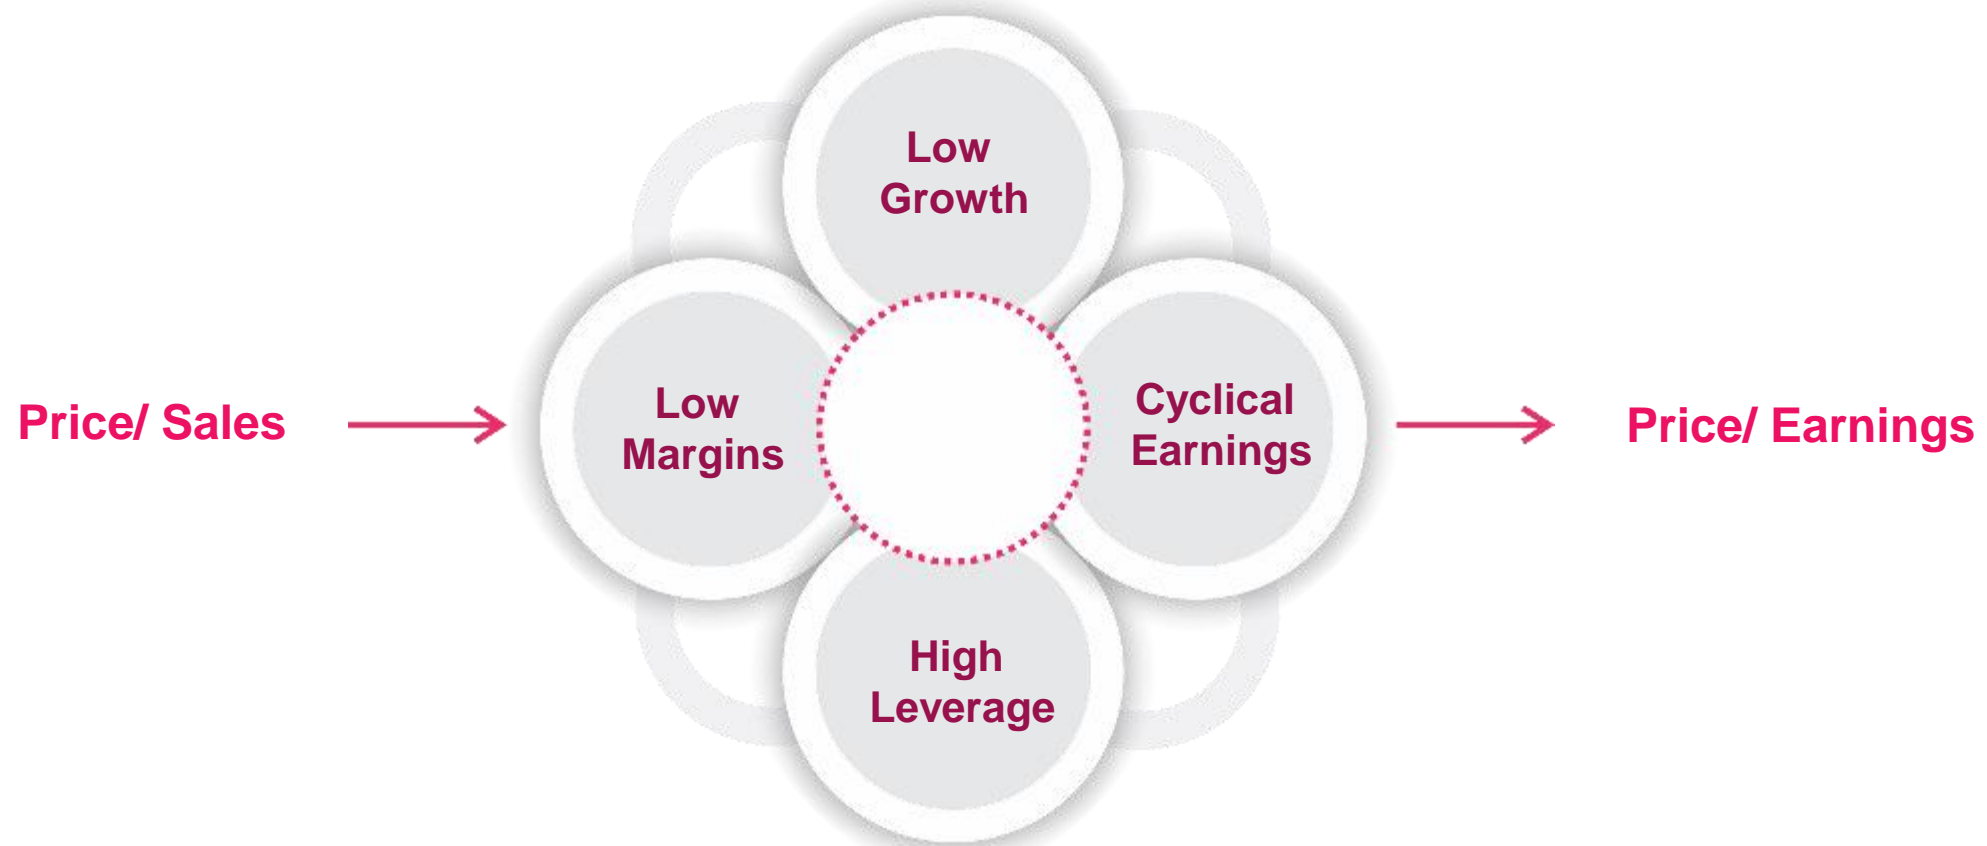 Low
Growth
Price/ Sales
Low
Margins
Cyclical
Earnings
Price/ Earnings
High
Leverage